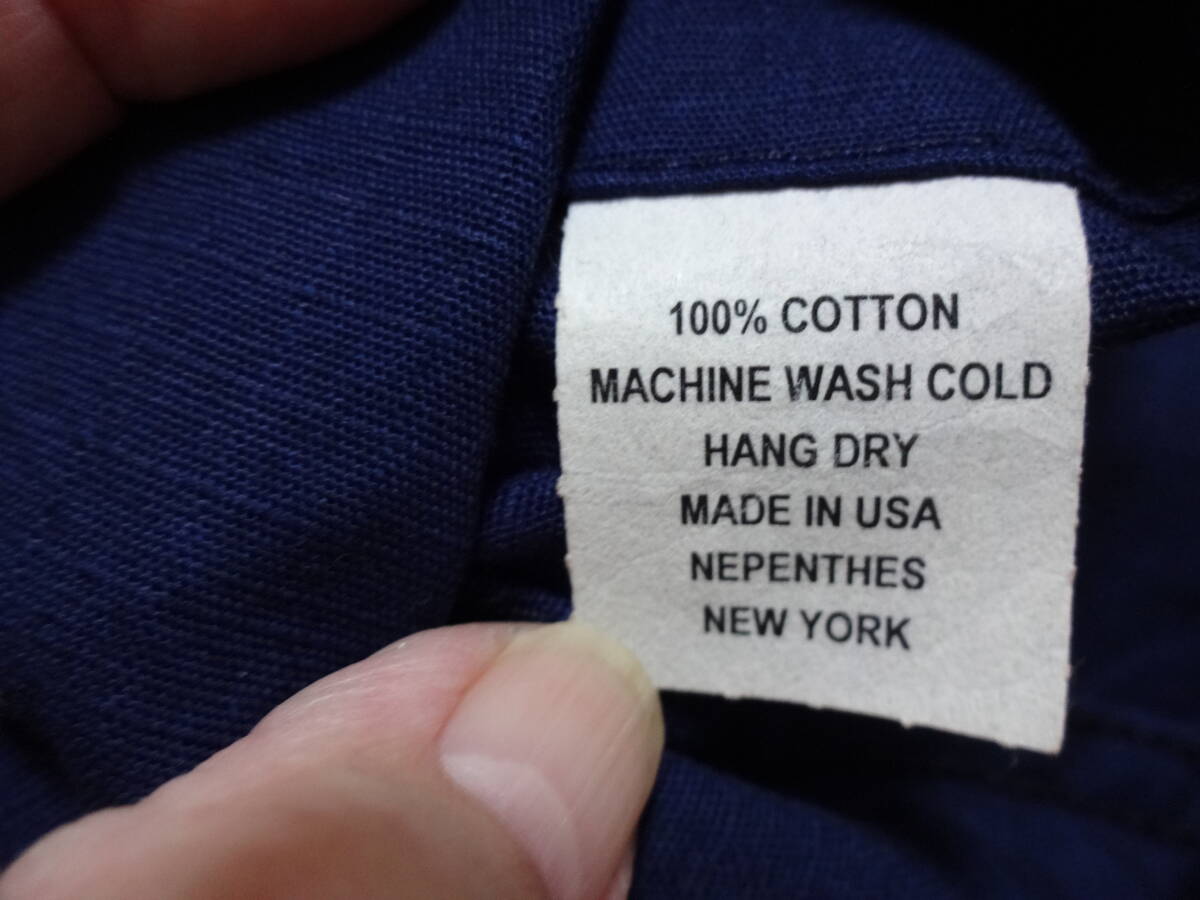 100% COTTON
MACHINE WASH COLD
HANG DRY
MADE IN USA
NEPENTHES
NEW YORK